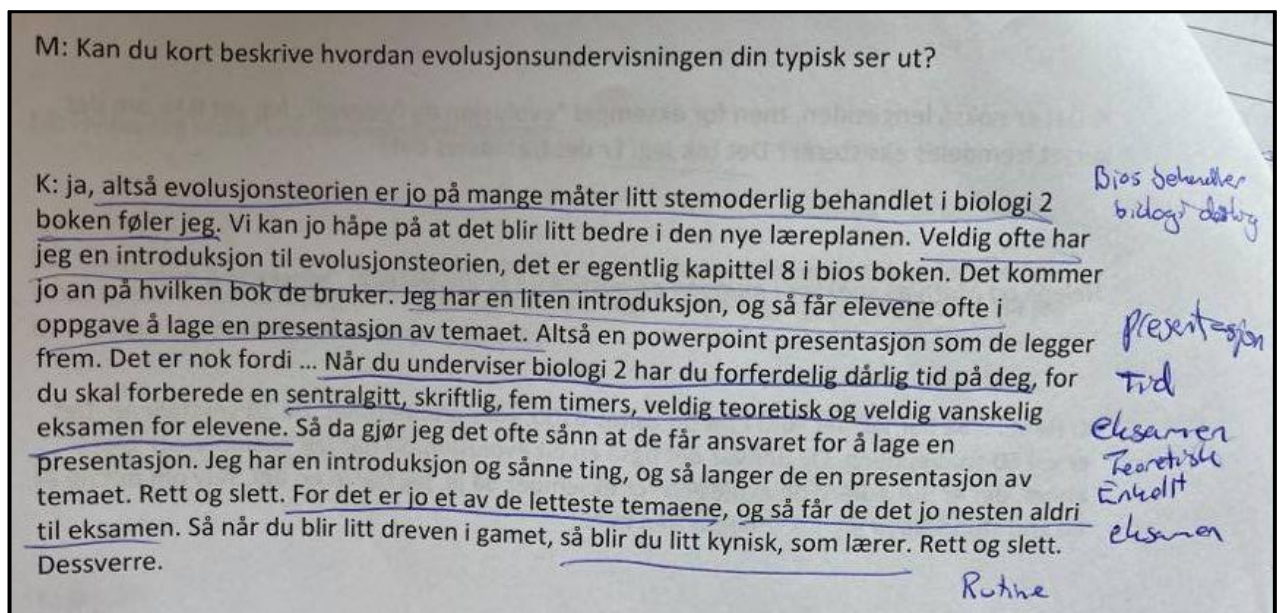 M: Kan du kort beskrive hvordan evolusjonsundervisningen din typisk ser ut?
K: ja, altså evolusjonsteorien er jo på mange måter litt stemoderlig behandlet i biologi 2
boken føler jeg. Vi kan jo håpe på at det blir litt bedre i den nye læreplanen. Veldig ofte har
jeg en introduksjon til evolusjonsteorien, det er egentlig kapittel 8 i bios boken. Det kommer
jo an på hvilken bok de bruker. Jeg har en liten introduksjon, og så får elevene ofte i
oppgave å lage en presentasjon av temaet. Altså en powerpoint presentasjon som de legger
frem. Det er nok fordi ... Når du underviser biologi 2 har du forferdelig dårlig tid på deg, for
du skal forberede en sentralgitt, skriftlig, fem timers, veldig teoretisk og veldig vanskelig
eksamen for elevene. Så da gjør jeg det ofte sånn at de får ansvaret for å lage en
presentasjon. Jeg har en introduksjon og sånne ting, og så langer de en presentasjon av
temaet. Rett og slett. For det er jo et av de letteste temaene, og så får de det jo nesten aldri
til eksamen. Så når du blir litt dreven i gamet, så blir du litt kynisk, som lærer. Rett og slett.
Dessverre.
Bios behandler
biologi dårlig
presentasjon
Tid
eksamen
Teoretisk
Enkelt
eksamen
Rutine